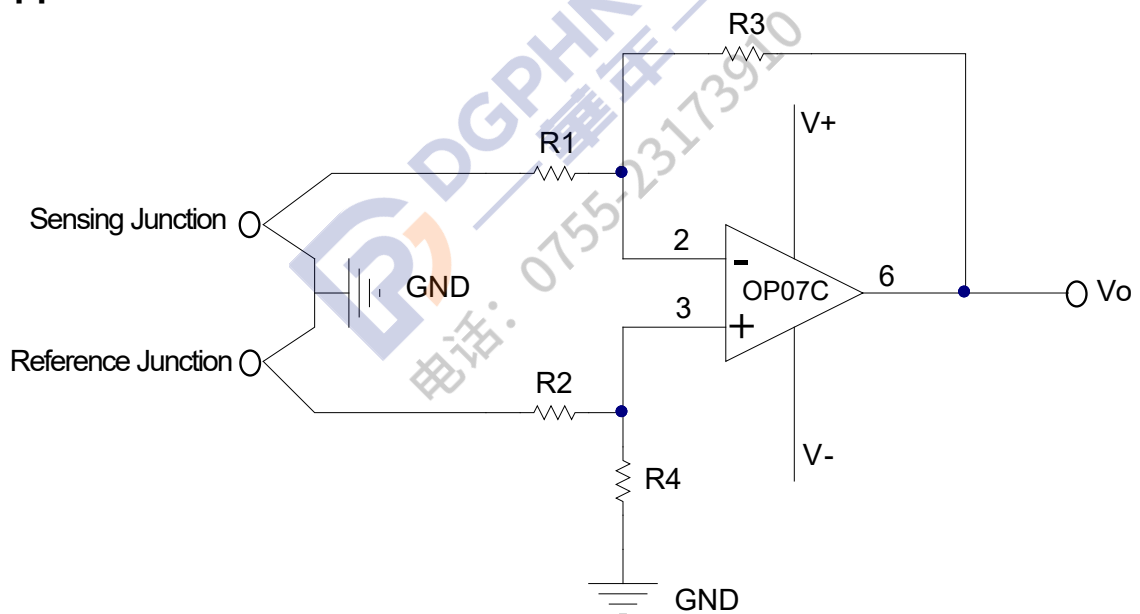 R3
V+
R1
Sensing Junction
2
-
OP07C
6
GND
Vo
3
+
Reference Junction
R2
V-
R4
GND
DGPHK
电话：0755-23173910